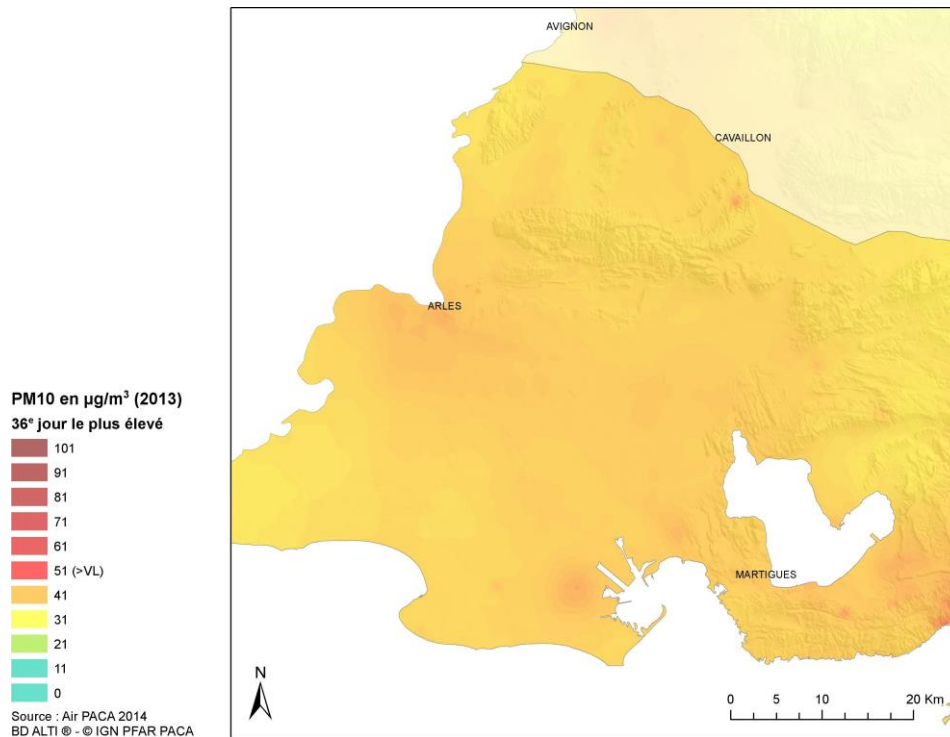 AVIGNON
CAVAILLON
ARLES
MARTIGUES
PM10 en µg/m³ (2013)
36e jour le plus élevé
101
91
81
71
61
51 (>VL)
41
31
21
11
0
Source : Air PACA 2014
BD ALTI ® - © IGN PFAR PACA
N
0 5 10 20 Km